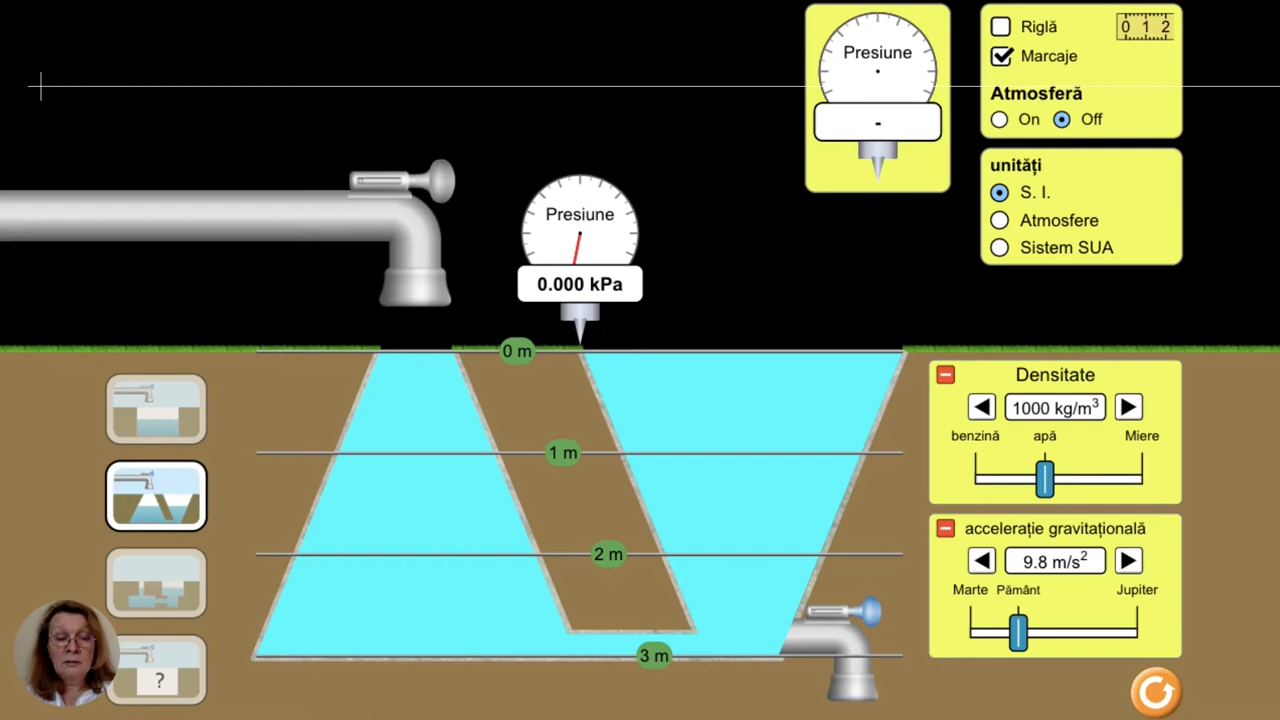 Presiune
-
Riglă
0 1 2
Marcaje
Atmosferă
On Off
unități
S. I.
Atmosfere
Sistem SUA
Presiune
0.000 kPa
0 m
1 m
2 m
3 m
Densitate
1000 kg/m³
benzină apă Miere
accelerație gravitațională
9.8 m/s²
Marte Pământ Jupiter
?